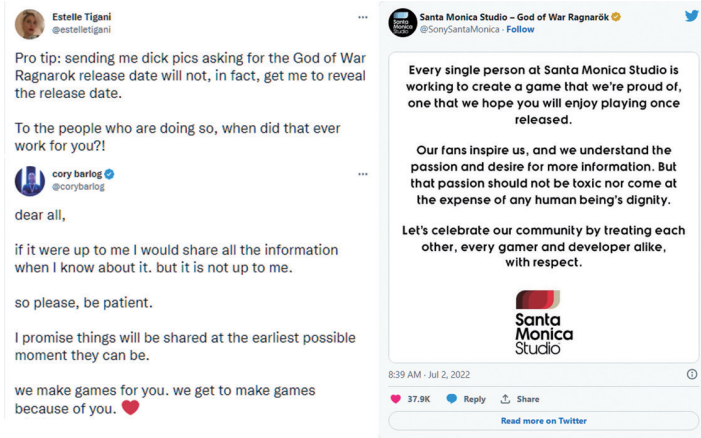 Estelle Tigani
@estelletigani
Pro tip: sending me dick pics asking for the God of War
Ragnarok release date will not, in fact, get me to reveal
the release date.
To the people who are doing so, when did that ever
work for you?!
cory barlog
@corybarlog
dear all,
if it were up to me I would share all the information
when I know about it. but it is not up to me.
so please, be patient.
I promise things will be shared at the earliest possible
moment they can be.
we make games for you. we get to make games
because of you.
Santa Monica Studio – God of War Ragnarök
@SonySantaMonica · Follow
Santa
Monica
Studio
Every single person at Santa Monica Studio is
working to create a game that we're proud of,
one that we hope you will enjoy playing once
released.
Our fans inspire us, and we understand the
passion and desire for more information. But
that passion should not be toxic nor come at
the expense of any human being's dignity.
Let's celebrate our community by treating each
other, every gamer and developer alike,
with respect.
Santa
Monica
Studio
8:39 AM · Jul 2, 2022
37.9K Reply Share
Read more on Twitter